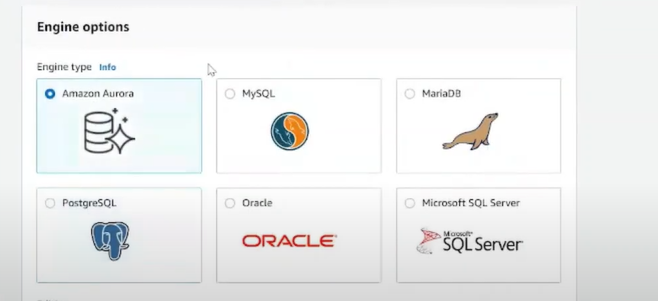 Engine options
Engine type Info
Amazon Aurora
MySQL
MariaDB
PostgreSQL
Oracle
Microsoft SQL Server
ORACLE
Microsoft
SQL Server